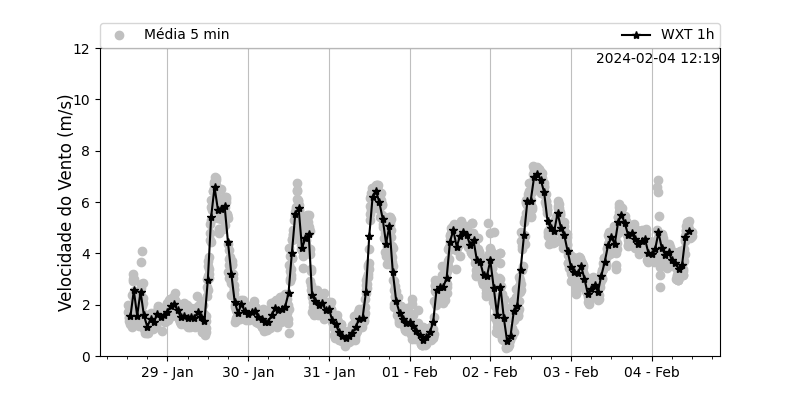 Média 5 min
WXT 1h
2024-02-04 12:19
Velocidade do Vento (m/s)
12
10
8
6
4
2
0
29 - Jan
30 - Jan
31 - Jan
01 - Feb
02 - Feb
03 - Feb
04 - Feb